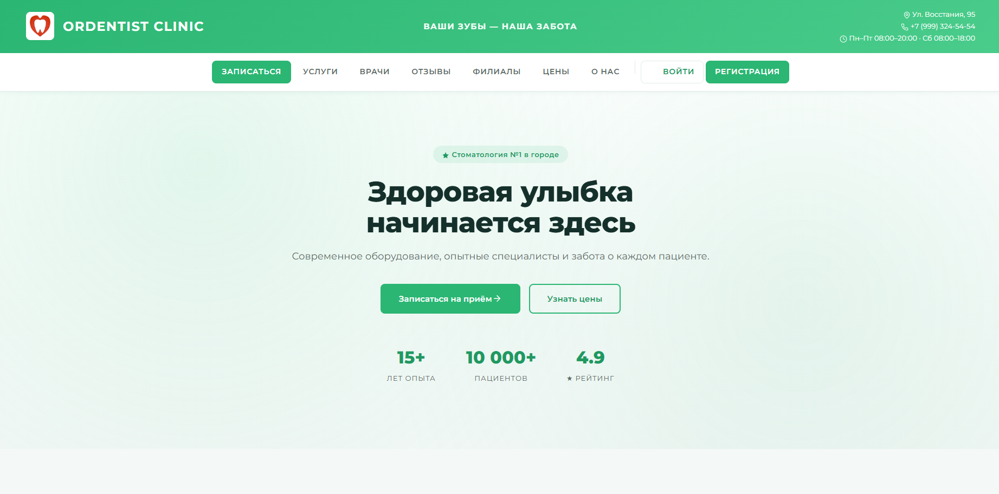 ORDENTIST CLINIC
ВАШИ ЗУБЫ — НАША ЗАБОТА
Ул. Восстания, 95
+7 (999) 324-54-54
Пн–Пт 08:00–20:00 · Сб 08:00–18:00
ЗАПИСАТЬСЯ УСЛУГИ ВРАЧИ ОТЗЫВЫ ФИЛИАЛЫ ЦЕНЫ О НАС ВОЙТИ РЕГИСТРАЦИЯ
★ Стоматология №1 в городе
Здоровая улыбка
начинается здесь
Современное оборудование, опытные специалисты и забота о каждом пациенте.
Записаться на приём→ Узнать цены
15+ 10 000+ 4.9
ЛЕТ ОПЫТА ПАЦИЕНТОВ ★ РЕЙТИНГ